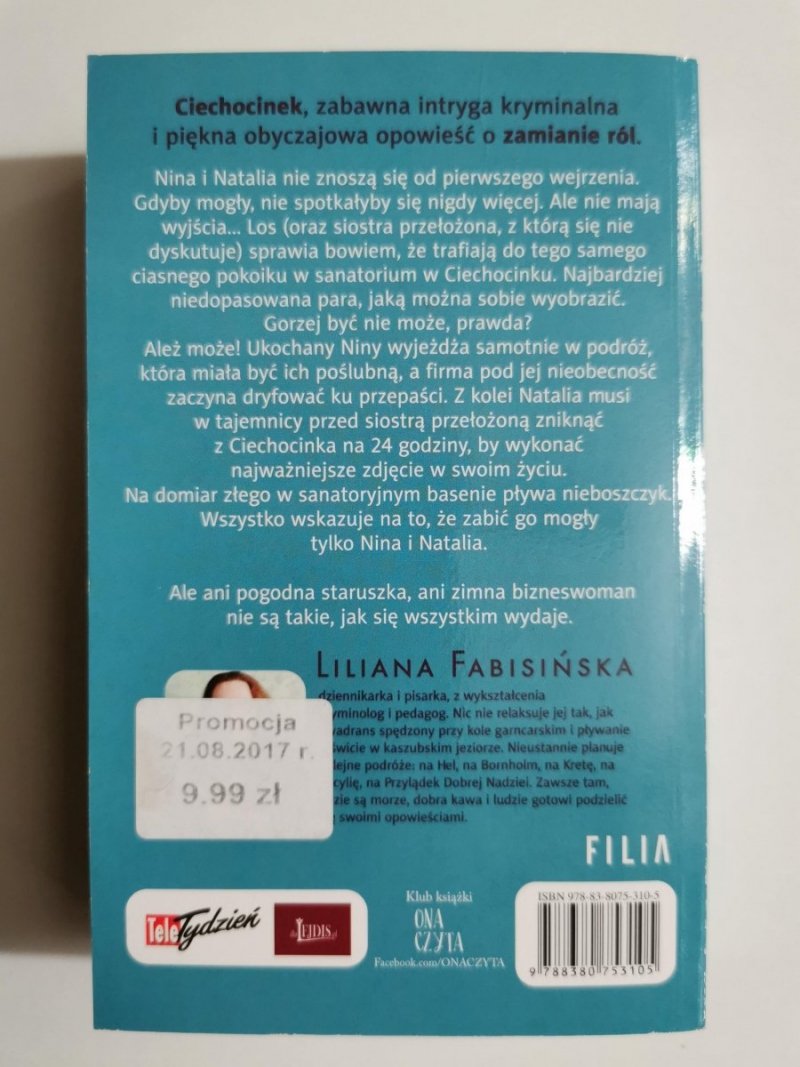 Ciechocinek, zabawna intryga kryminalna
i piękna obyczajowa opowieść o zamianie ról.
Nina i Natalia nie znoszą się od pierwszego wejrzenia.
Gdyby mogły, nie spotkałyby się nigdy więcej. Ale nie mają
wyjścia... Los (oraz siostra przełożona, z którą się nie
dyskutuje) sprawia bowiem, że trafiają do tego samego
ciasnego pokoiku w sanatorium w Ciechocinku. Najbardziej
niedopasowana para, jaką można sobie wyobrazić.
Gorzej być nie może, prawda?
Ależ może! Ukochany Niny wyjeżdża samotnie w podróż,
która miała być ich poślubną, a firma pod jej nieobecność
zaczyna dryfować ku przepaści. Z kolei Natalia musi
w tajemnicy przed siostrą przełożoną zniknąć
z Ciechocinka na 24 godziny, by wykonać
najważniejsze zdjęcie w swoim życiu.
Na domiar złego w sanatoryjnym basenie pływa nieboszczyk.
Wszystko wskazuje na to, że zabić go mogły
tylko Nina i Natalia.
Ale ani pogodna staruszka, ani zimna bizneswoman
nie są takie, jak się wszystkim wydaje.
LILIANA FABISIŃSKA
dziennikarka i pisarka, z wykształcenia
yminolog i pedagog. Nic nie relaksuje jej tak, jak
wadrans spędzony przy kole garncarskim i pływanie
świcie w kaszubskim jeziorze. Nieustannie planuje
lejne podróże: na Hel, na Bornholm, na Kretę, na
cylię, na Przylądek Dobrej Nadziei. Zawsze tam,
zie są morze, dobra kawa i ludzie gotowi podzielić
swoimi opowieściami.
Promocja
21.08.2017 r.
9.99 zł
FILIA
Tele Tydzień
dlaLEJDIS.pl
Klub książki
ONA
CZYTA
Facebook.com/ONACZYTA
ISBN 978-83-8075-310-5
9 788380 753105